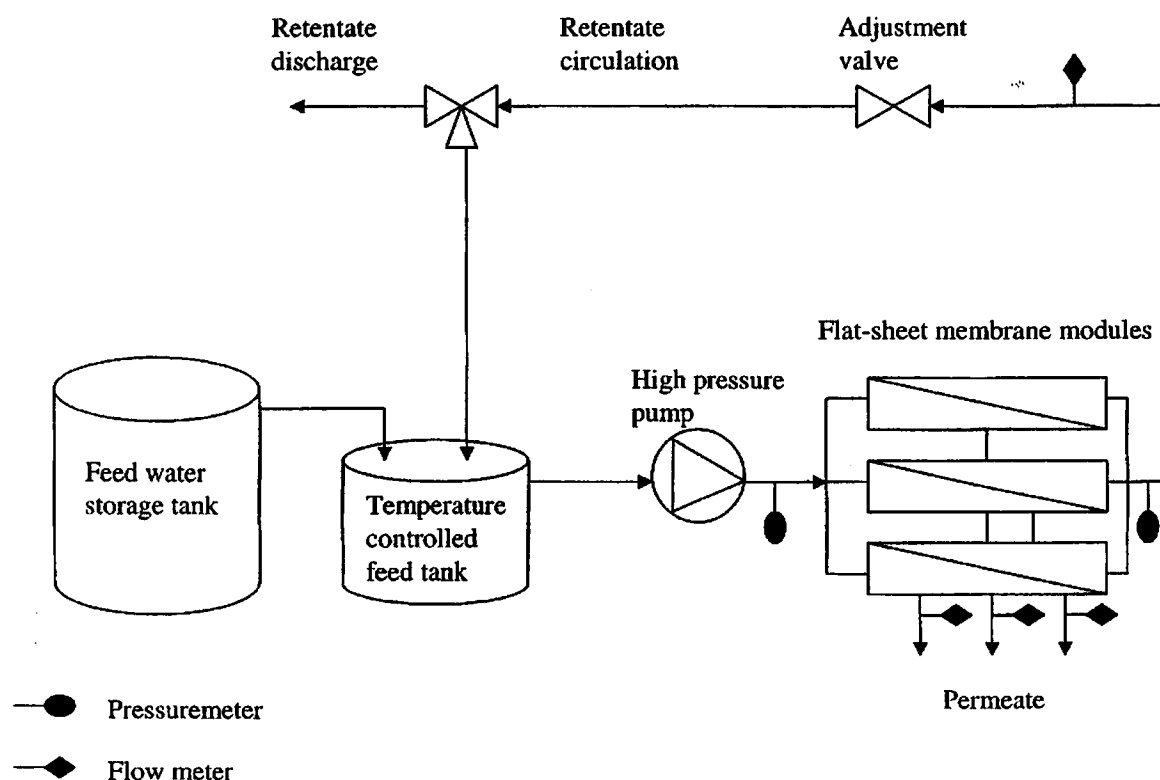 Retentate
discharge
Retentate
circulation
Adjustment
valve
Flat-sheet membrane modules
High pressure
pump
Feed water
storage tank
Temperature
controlled
feed tank
Permeate
Pressuremeter
Flow meter